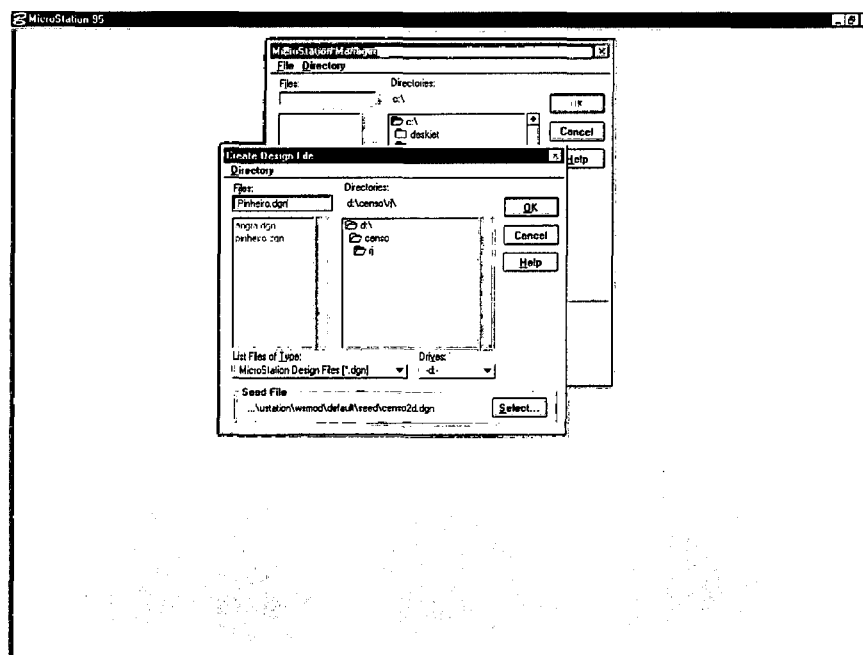 MicroStation 95
MicroStation Manager
File Directory
Files:
Directories:
c:\
OK
c:\
deskjet
Cancel
Help
Create Design File
Directory
Files:
Directories:
Pinheiro.dgn
d:\censo\rj\
OK
angra.dgn
pinheiro.dgn
d:\
censo
rj
Cancel
Help
List Files of Type:
Drives:
MicroStation Design Files [*.dgn]
-d:-
Seed File
...\ustation\wsmod\default\seed\censo2d.dgn
Select...